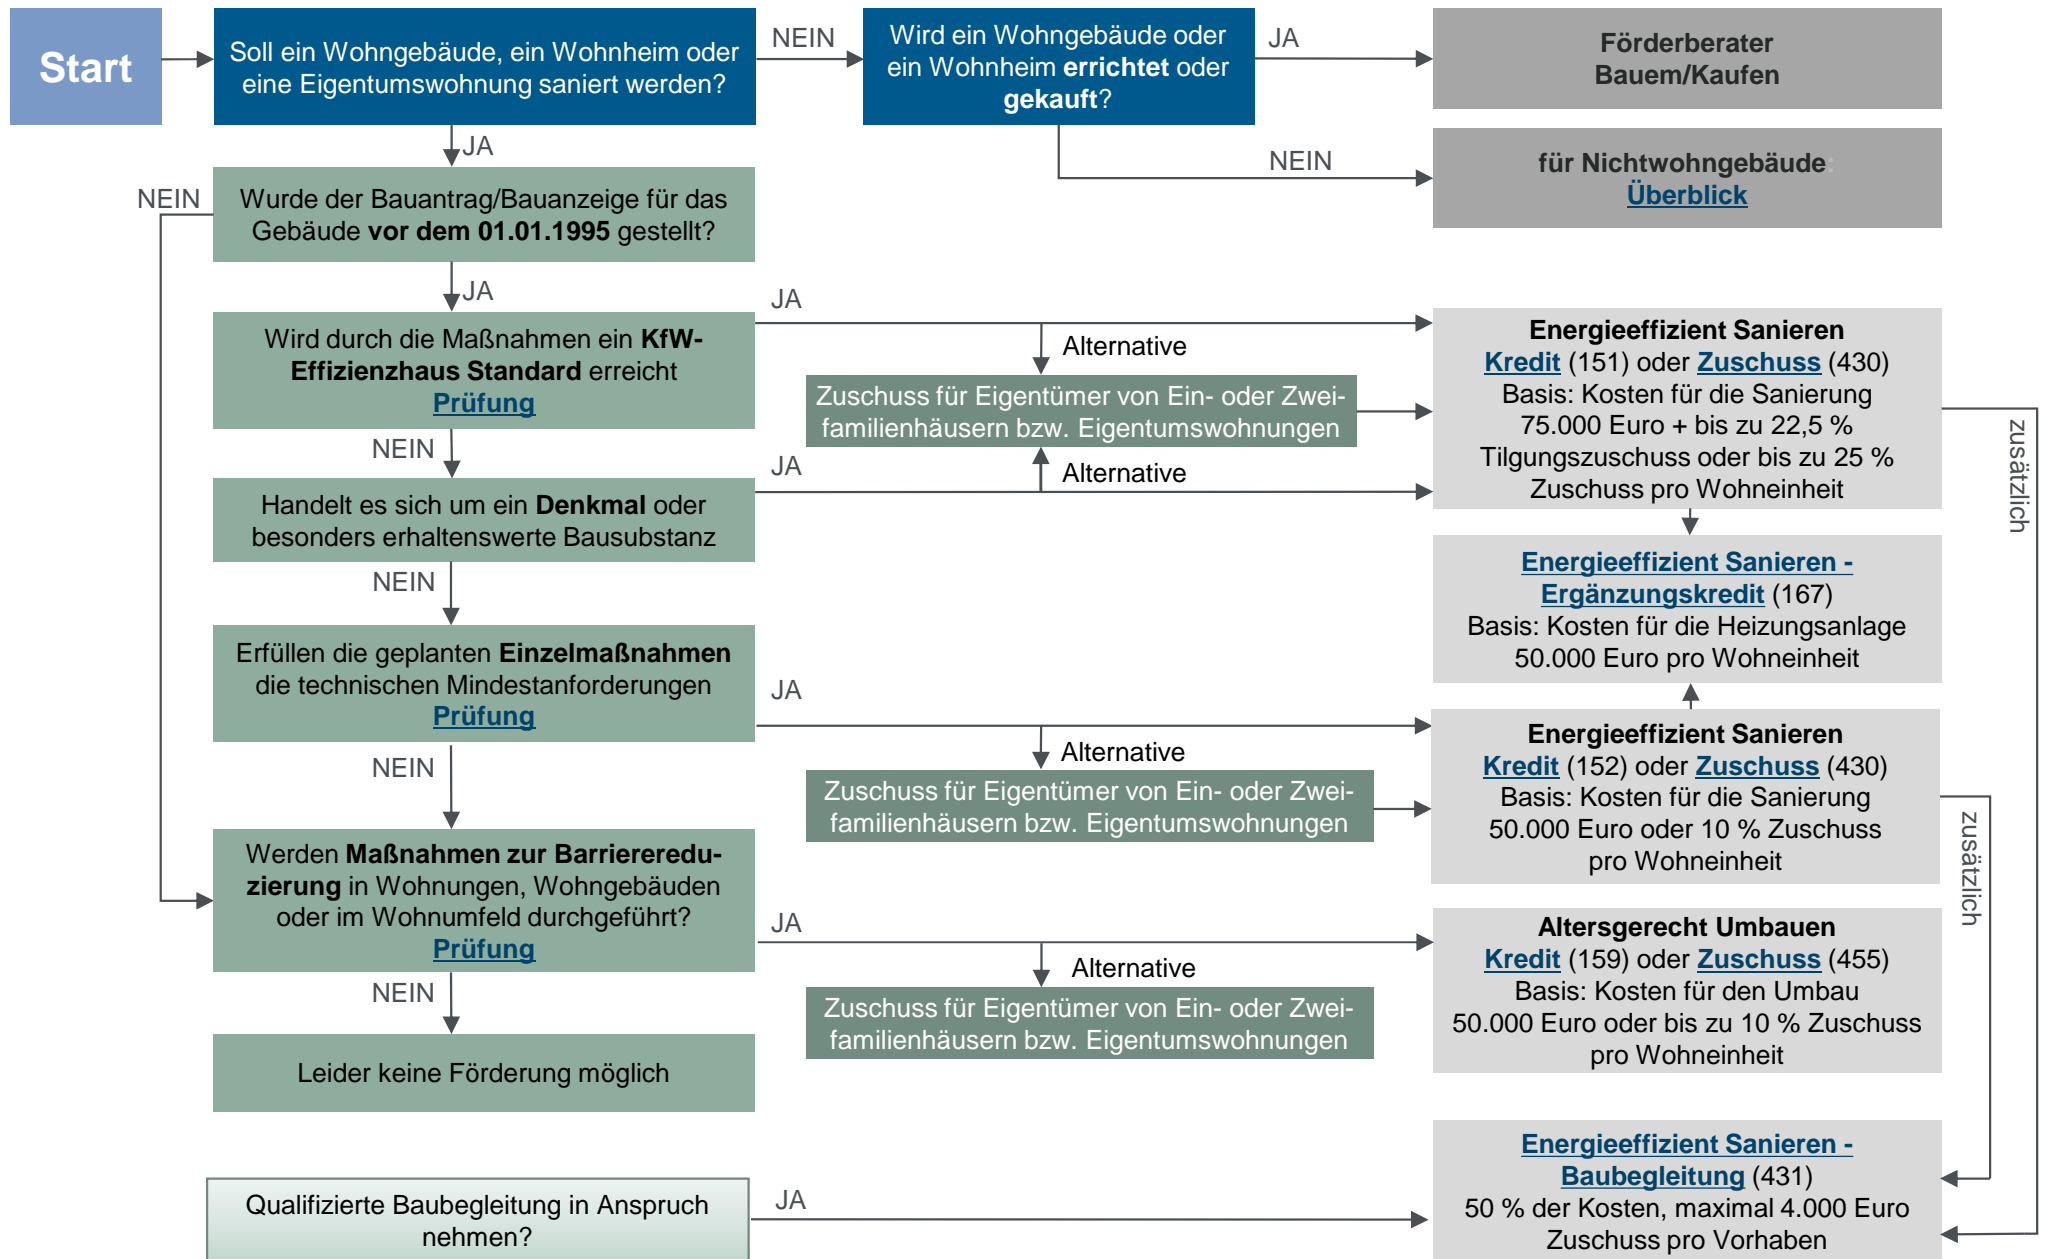 Start
Soll ein Wohngebäude, ein Wohnheim oder
eine Eigentumswohnung saniert werden?
NEIN
Wird ein Wohngebäude oder
ein Wohnheim errichtet oder
gekauft?
JA
Förderberater
Bauem/Kaufen
JA
NEIN
für Nichtwohngebäude:
Überblick
NEIN
Wurde der Bauantrag/Bauanzeige für das
Gebäude vor dem 01.01.1995 gestellt?
JA
Wird durch die Maßnahmen ein KfW-
Effizienzhaus Standard erreicht
Prüfung
JA
Alternative
Zuschuss für Eigentümer von Ein- oder Zwei-
familienhäusern bzw. Eigentumswohnungen
Energieeffizient Sanieren
Kredit (151) oder Zuschuss (430)
Basis: Kosten für die Sanierung
75.000 Euro + bis zu 22,5 %
Tilgungszuschuss oder bis zu 25 %
Zuschuss pro Wohneinheit
zusätzlich
NEIN
JA
Alternative
Handelt es sich um ein Denkmal oder
besonders erhaltenswerte Bausubstanz
Energieeffizient Sanieren -
Ergänzungskredit (167)
Basis: Kosten für die Heizungsanlage
50.000 Euro pro Wohneinheit
NEIN
Erfüllen die geplanten Einzelmaßnahmen
die technischen Mindestanforderungen
Prüfung
JA
Alternative
Zuschuss für Eigentümer von Ein- oder Zwei-
familienhäusern bzw. Eigentumswohnungen
Energieeffizient Sanieren
Kredit (152) oder Zuschuss (430)
Basis: Kosten für die Sanierung
50.000 Euro oder 10 % Zuschuss
pro Wohneinheit
zusätzlich
NEIN
Werden Maßnahmen zur Barrieredu-
zierung in Wohnungen, Wohngebäuden
oder im Wohnumfeld durchgeführt?
Prüfung
JA
Alternative
Zuschuss für Eigentümer von Ein- oder Zwei-
familienhäusern bzw. Eigentumswohnungen
Altersgerecht Umbauen
Kredit (159) oder Zuschuss (455)
Basis: Kosten für den Umbau
50.000 Euro oder bis zu 10 % Zuschuss
pro Wohneinheit
NEIN
Leider keine Förderung möglich
Qualifizierte Baubegleitung in Anspruch
nehmen?
JA
Energieeffizient Sanieren -
Baubegleitung (431)
50 % der Kosten, maximal 4.000 Euro
Zuschuss pro Vorhaben